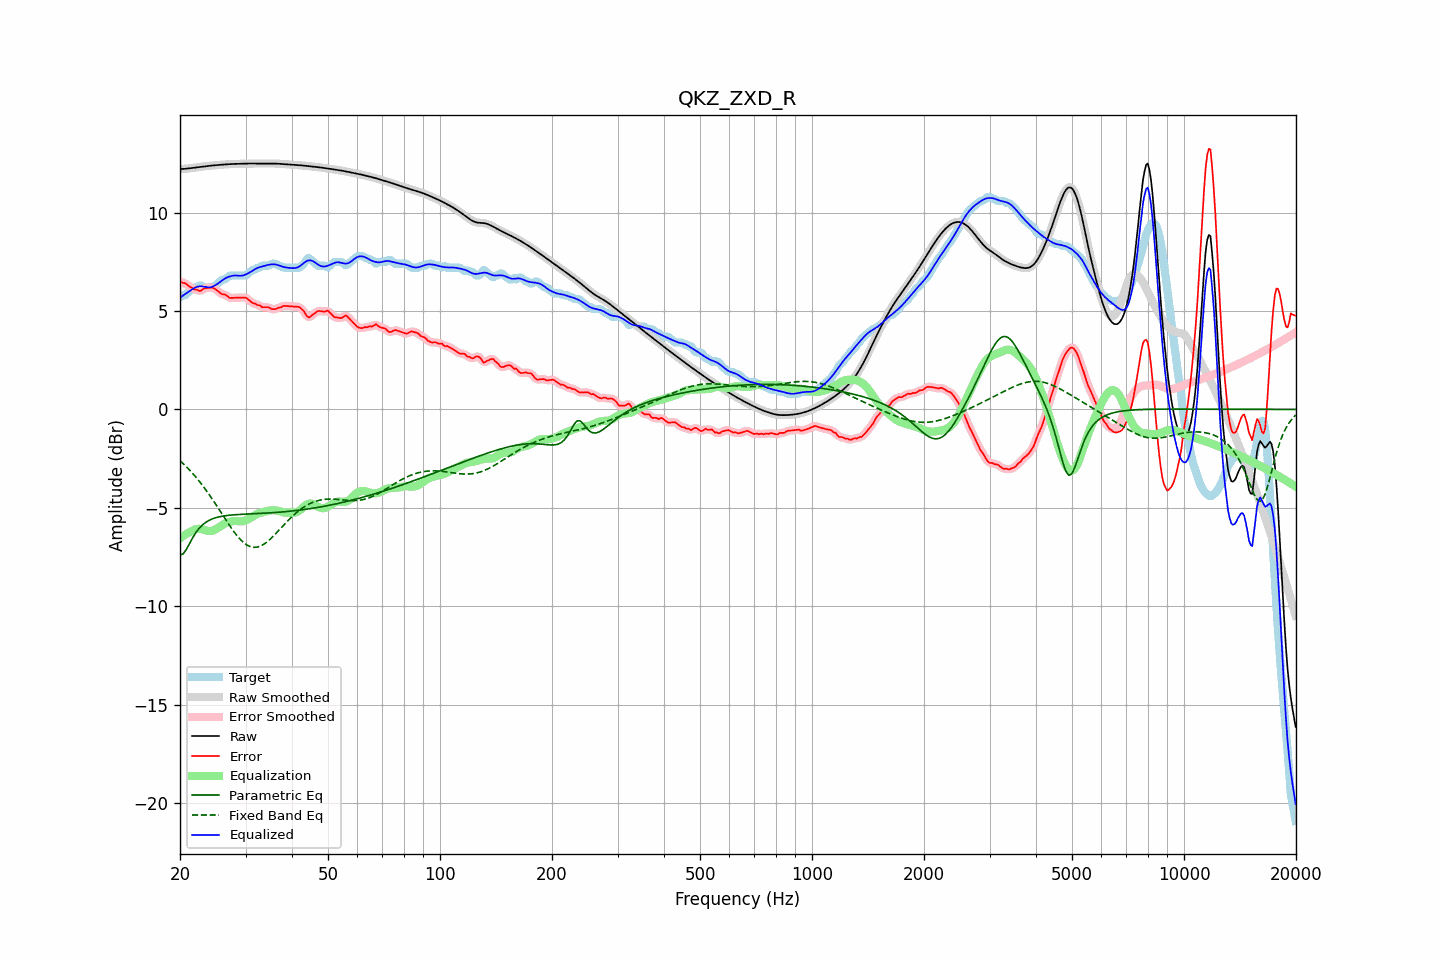 QKZ_ZXD_R
Amplitude (dBr)
10
5
0
−5
−10
−15
−20
Target
Raw Smoothed
Error Smoothed
Raw
Error
Equalization
Parametric Eq
Fixed Band Eq
Equalized
20 50 100 200 500 1000 2000 5000 10000 20000
Frequency (Hz)